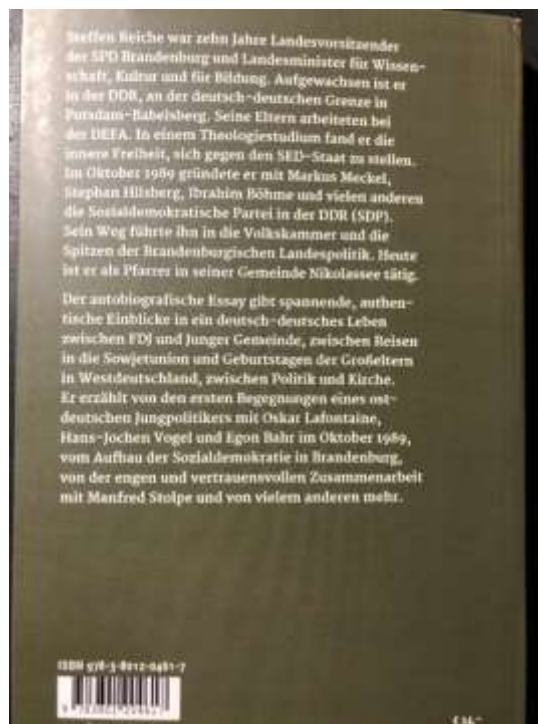 Steffen Reiche war zehn Jahre Landesvorsitzender
der SPD Brandenburg und Landesminister für Wissen-
schaft, Kultur und für Bildung. Aufgewachsen ist er
in der DDR, an der deutsch-deutschen Grenze in
Potsdam-Babelsberg. Seine Eltern arbeiteten bei
der DEFA. In einem Theologiestudium fand er die
innere Freiheit, sich gegen den SED-Staat zu stellen.
Im Oktober 1989 gründete er mit Markus Meckel,
Stephan Hilsberg, Ibrahim Böhme und vielen anderen
die Sozialdemokratische Partei in der DDR (SDP).
Sein Weg führte ihn in die Volkskammer und die
Spitzen der Brandenburgischen Landespolitik. Heute
ist er als Pfarrer in seiner Gemeinde Nikolassee tätig.
Der autobiografische Essay gibt spannende, authen-
tische Einblicke in ein deutsch-deutsches Leben
zwischen FDJ und Junger Gemeinde, zwischen Reisen
in die Sowjetunion und Geburtstagen der Großeltern
in Westdeutschland, zwischen Politik und Kirche.
Er erzählt von den ersten Begegnungen eines ost-
deutschen Jungpolitikers mit Oskar Lafontaine,
Hans-Jochen Vogel und Egon Bahr im Oktober 1989,
vom Aufbau der Sozialdemokratie in Brandenburg,
von der engen und vertrauensvollen Zusammenarbeit
mit Manfred Stolpe und von vielem anderen mehr.
ISBN 978-3-8012-0481-7